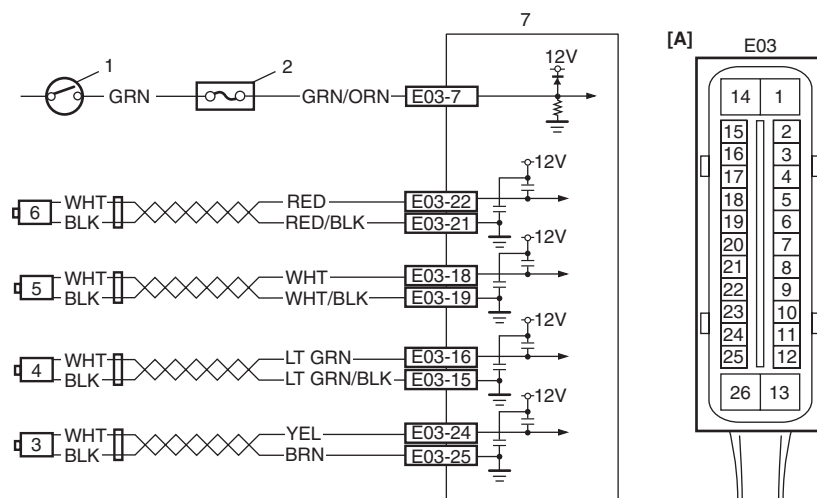 7
[A]
E03
1
2
12V
GRN
GRN/ORN
E03-7
14 1
15 2
16 3
17 4
18 5
19 6
20 7
21 8
22 9
23 10
24 11
25 12
26 13
12V
6
WHT
RED
E03-22
BLK
RED/BLK
E03-21
12V
5
WHT
WHT
E03-18
BLK
WHT/BLK
E03-19
12V
4
WHT
LT GRN
E03-16
BLK
LT GRN/BLK
E03-15
12V
3
WHT
YEL
E03-24
BLK
BRN
E03-25